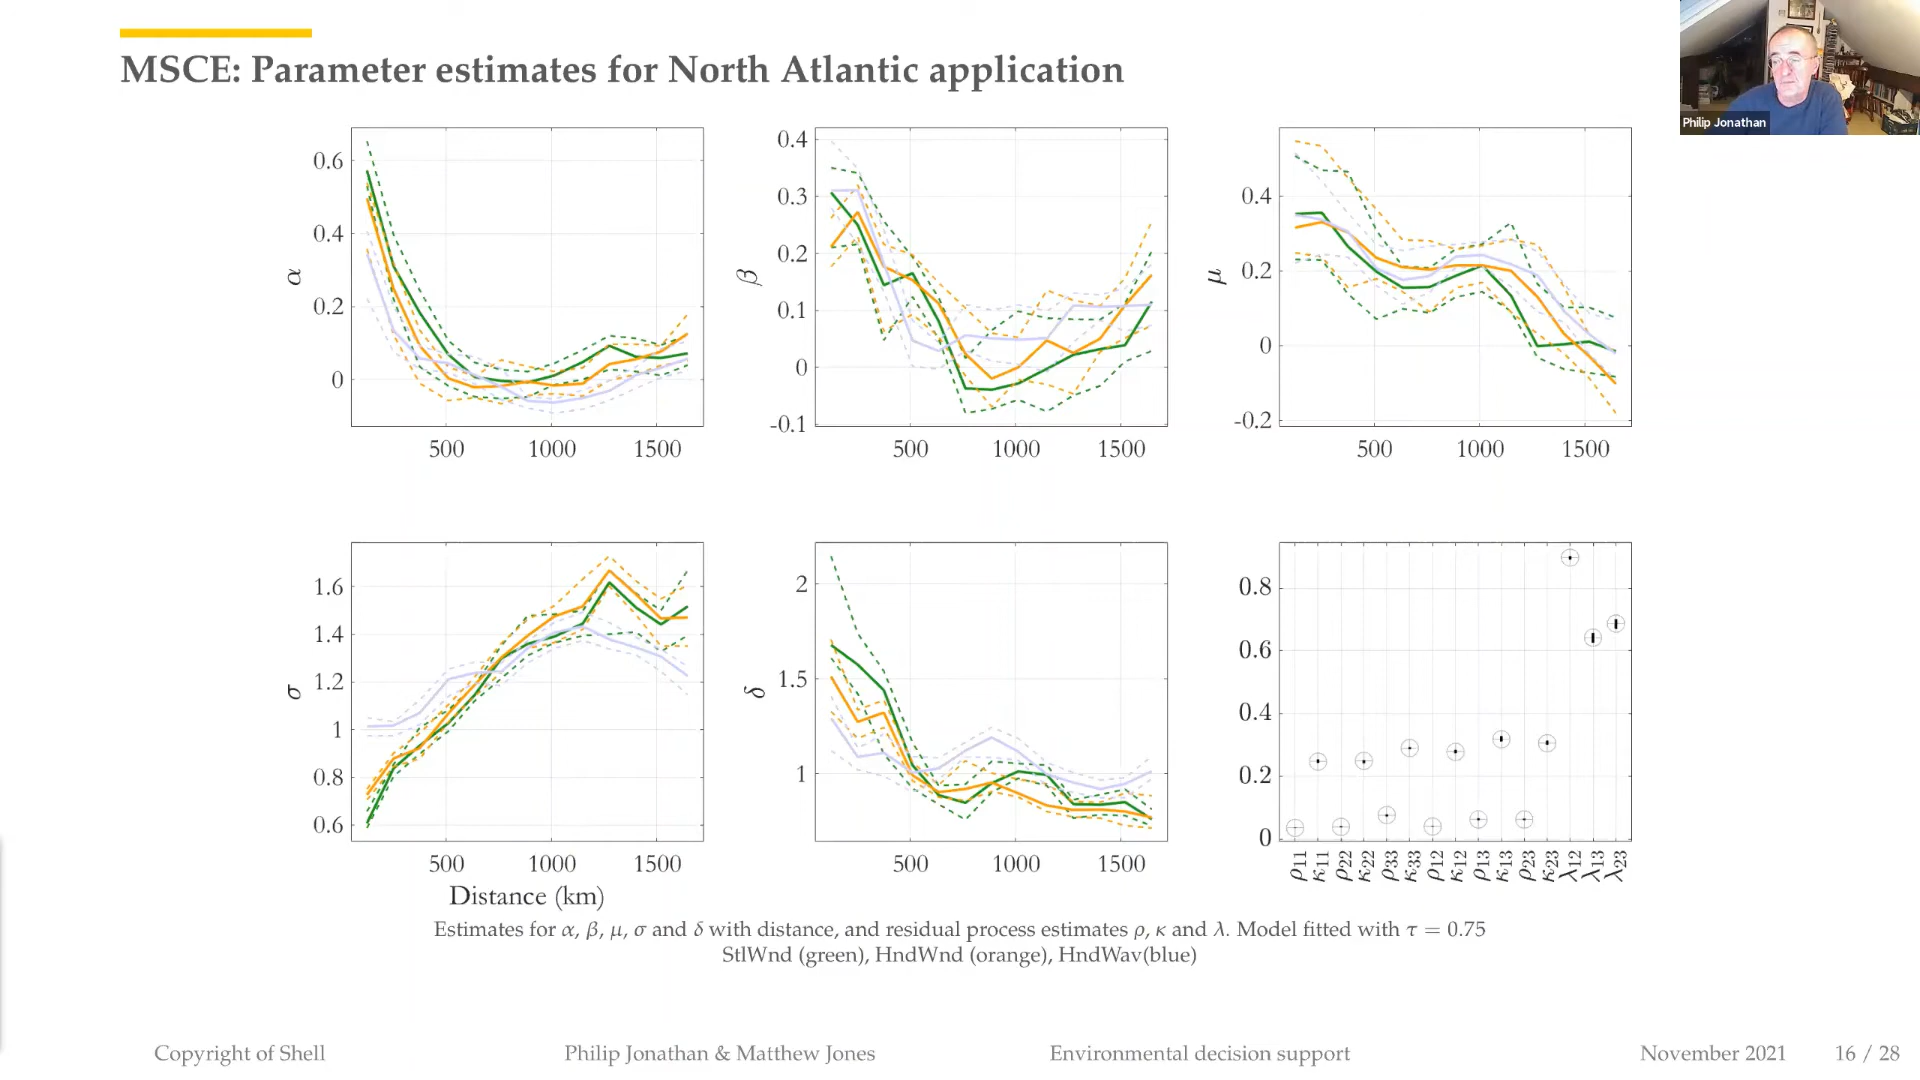 MSCE: Parameter estimates for North Atlantic application
Philip Jonathan
α
0.6
0.4
0.2
0
500 1000 1500
β
0.4
0.3
0.2
0.1
0
-0.1
500 1000 1500
μ
0.4
0.2
0
-0.2
500 1000 1500
σ
1.6
1.4
1.2
1
0.8
0.6
500 1000 1500
Distance (km)
δ
2
1.5
1
500 1000 1500
0.8
0.6
0.4
0.2
0
ρ11 κ11 ρ22 κ22 ρ33 κ33 ρ12 κ12 ρ13 κ13 ρ23 κ23 λ12 λ13 λ23
Estimates for α, β, μ, σ and δ with distance, and residual process estimates ρ, κ and λ. Model fitted with τ = 0.75
StlWnd (green), HndWnd (orange), HndWav(blue)
Copyright of Shell Philip Jonathan & Matthew Jones Environmental decision support November 2021 16 / 28